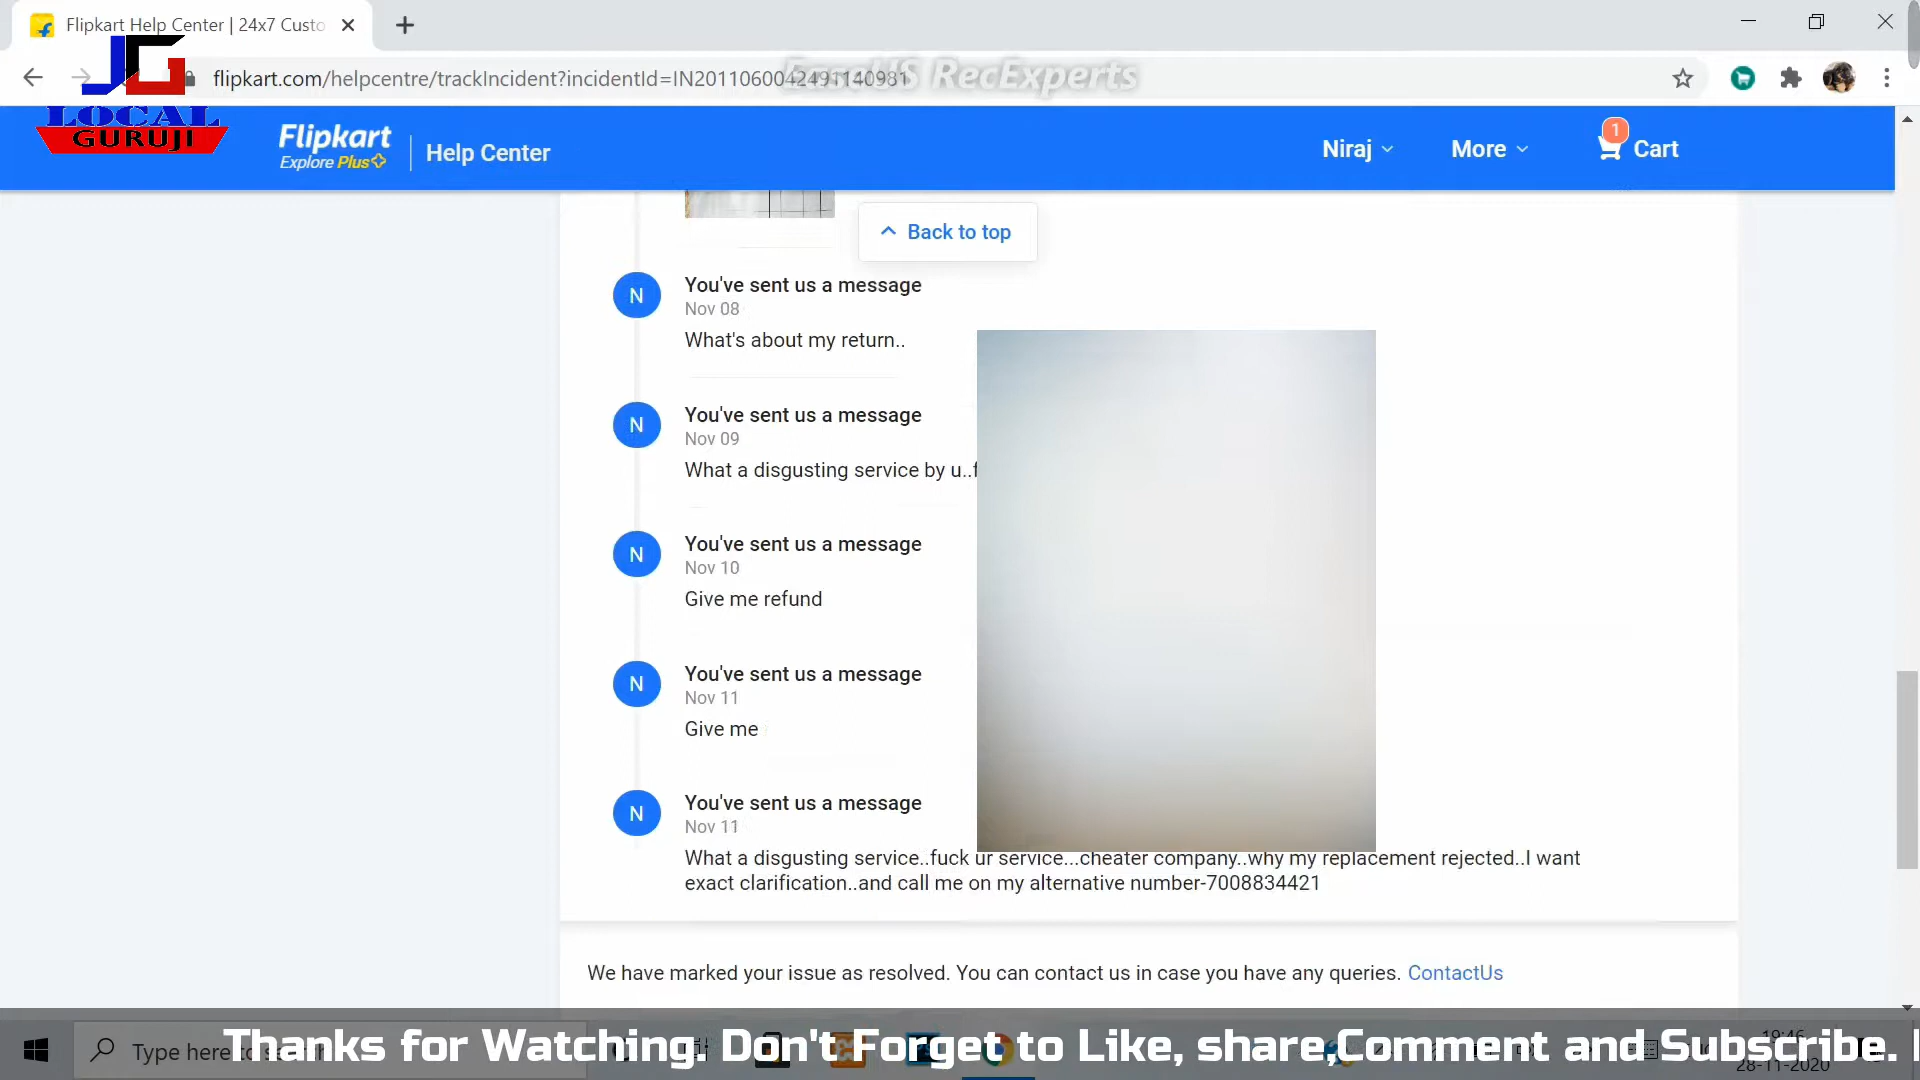 Flipkart Help Center | 24x7 Custo
JG
LOCAL
GURUJI
flipkart.com/helpcentre/trackIncident?incidentId=IN2011060042491140981
EaseUS RecExperts
Flipkart
Explore Plus
Help Center
Niraj
More
1
Cart
Back to top
N
You've sent us a message
Nov 08
What's about my return..
N
You've sent us a message
Nov 09
What a disgusting service by u..f
N
You've sent us a message
Nov 10
Give me refund
N
You've sent us a message
Nov 11
Give me
N
You've sent us a message
Nov 11
What a disgusting service..fuck ur service...cheater company..why my replacement rejected..I want
exact clarification..and call me on my alternative number-7008834421
We have marked your issue as resolved. You can contact us in case you have any queries. ContactUs
Type here to
Thanks for Watching. Don't Forget to Like, share,Comment and Subscribe.
19:46
28-11-2020